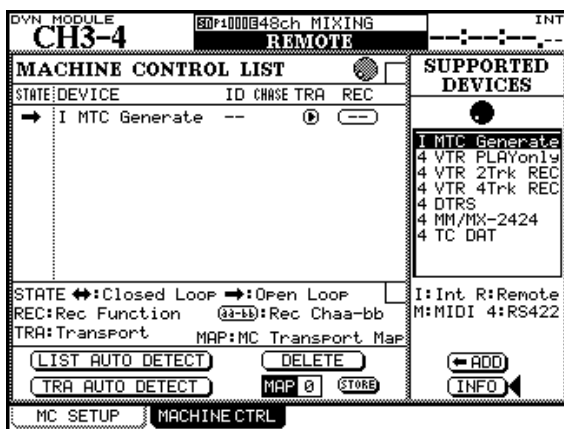 DYN MODULE
CH3-4
48ch MIXING
REMOTE
INT
--:--:--.--
MACHINE CONTROL LIST
STATE DEVICE ID CHASE TRA REC
➡ I MTC Generate -- --
STATE ⬌:Closed Loop ➡:Open Loop
REC:Rec Function aa-bb:Rec Chaa-bb
TRA:Transport MAP:MC Transport Map
LIST AUTO DETECT DELETE
TRA AUTO DETECT MAP 0 STORE
SUPPORTED
DEVICES
I MTC Generate
4 VTR PLAYonly
4 VTR 2Trk REC
4 VTR 4Trk REC
4 DTRS
4 MM/MX-2424
4 TC DAT
I:Int R:Remote
M:MIDI 4:RS422
←ADD
INFO
MC SETUP MACHINE CTRL